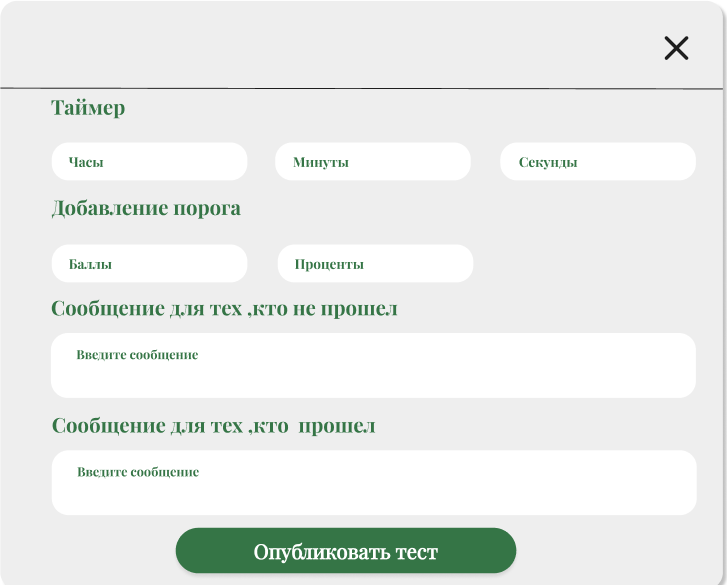 Таймер
Часы Минуты Секунды
Добавление порога
Баллы Проценты
Сообщение для тех ,кто не прошел
Введите сообщение
Сообщение для тех ,кто  прошел
Введите сообщение
Опубликовать тест